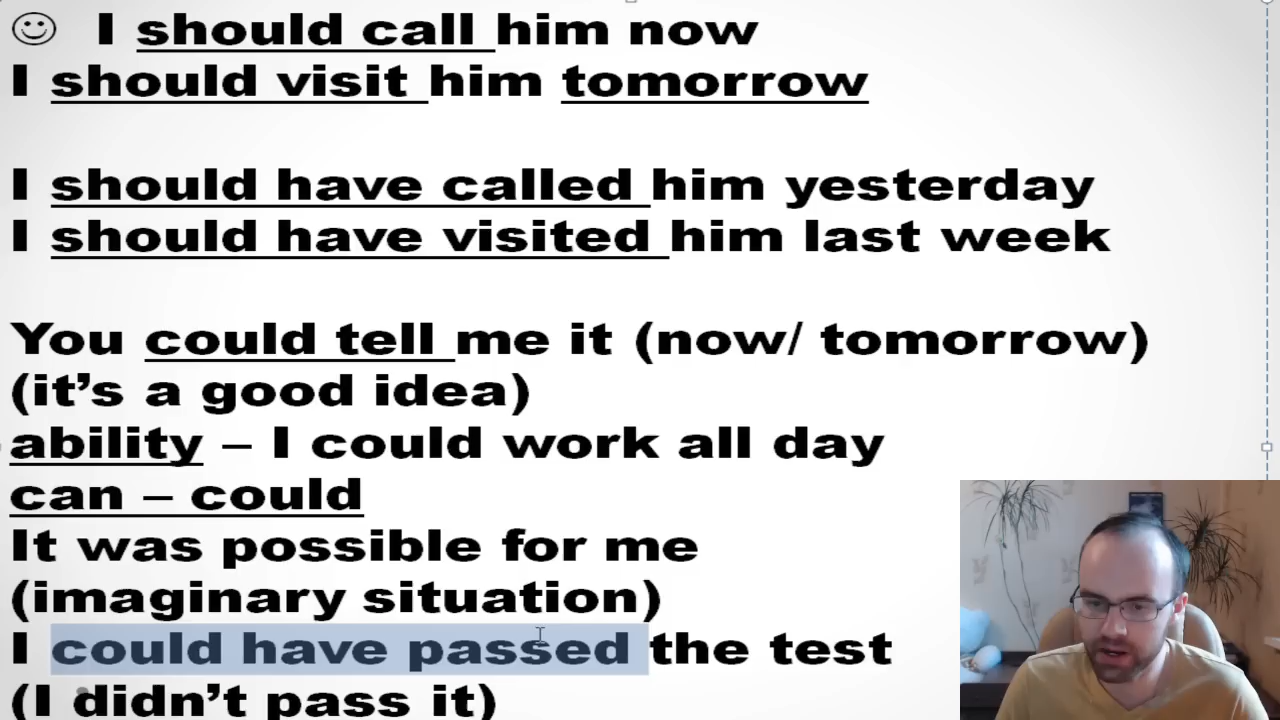 ☺ I should call him now
I should visit him tomorrow
I should have called him yesterday
I should have visited him last week
You could tell me it (now/ tomorrow)
(it’s a good idea)
ability – I could work all day
can – could
It was possible for me
(imaginary situation)
I could have passed the test
(I didn’t pass it)